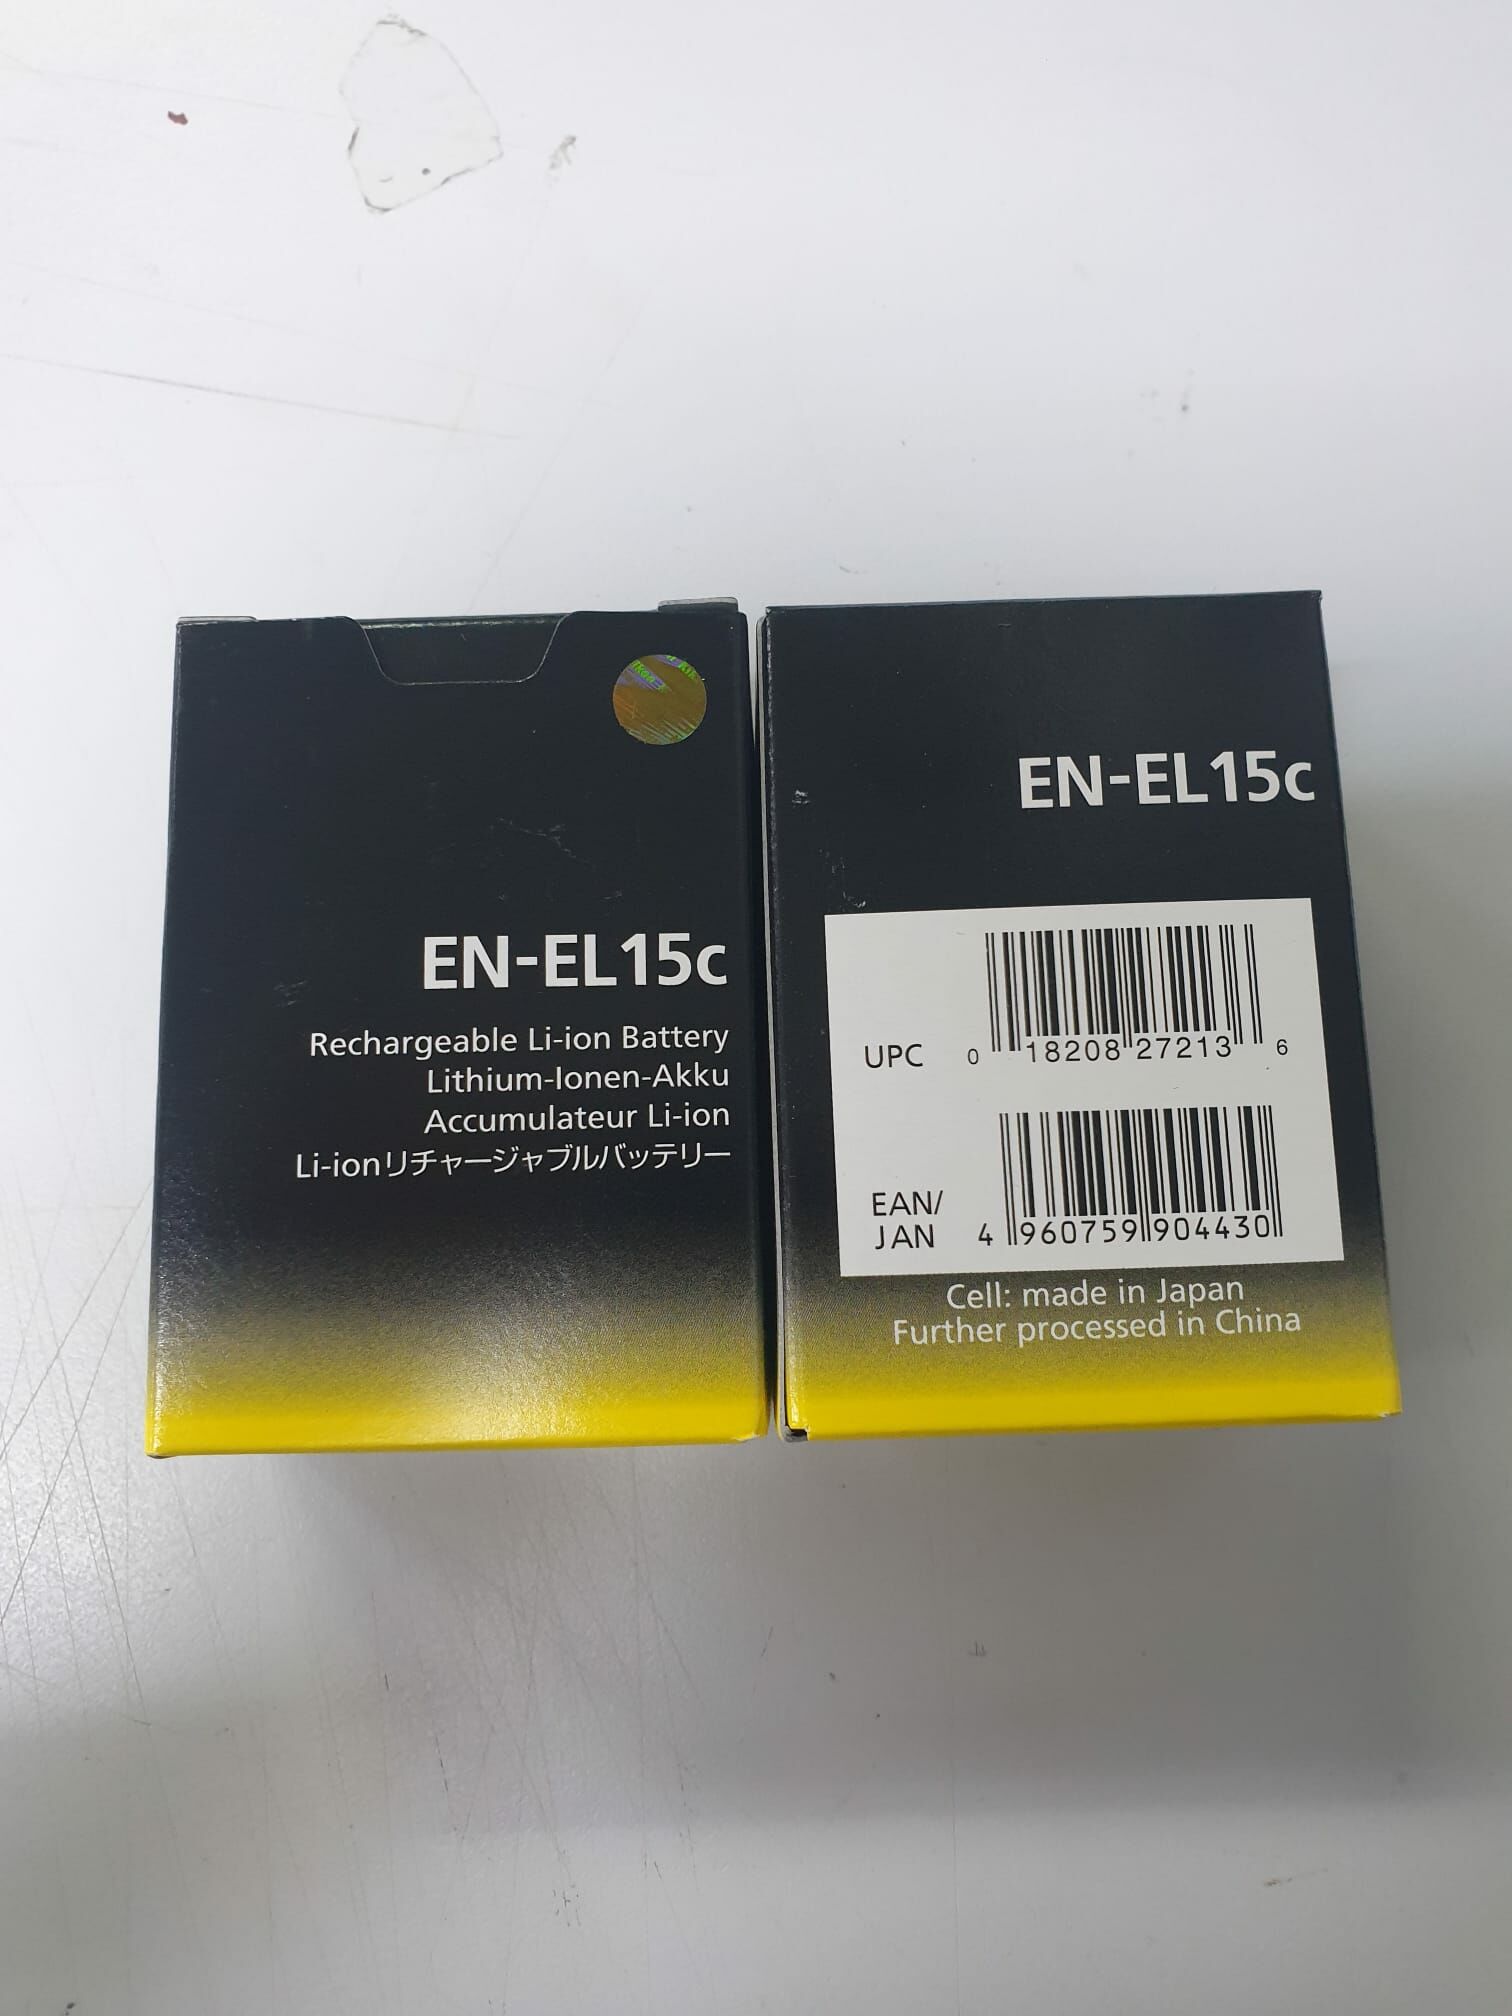 EN-EL15c
Rechargeable Li-ion Battery
Lithium-Ionen-Akku
Accumulateur Li-ion
Li-ionリチャージャブルバッテリー
EN-EL15c
UPC 0 18208 27213 6
EAN/
JAN 4 960759 904430
Cell: made in Japan
Further processed in China